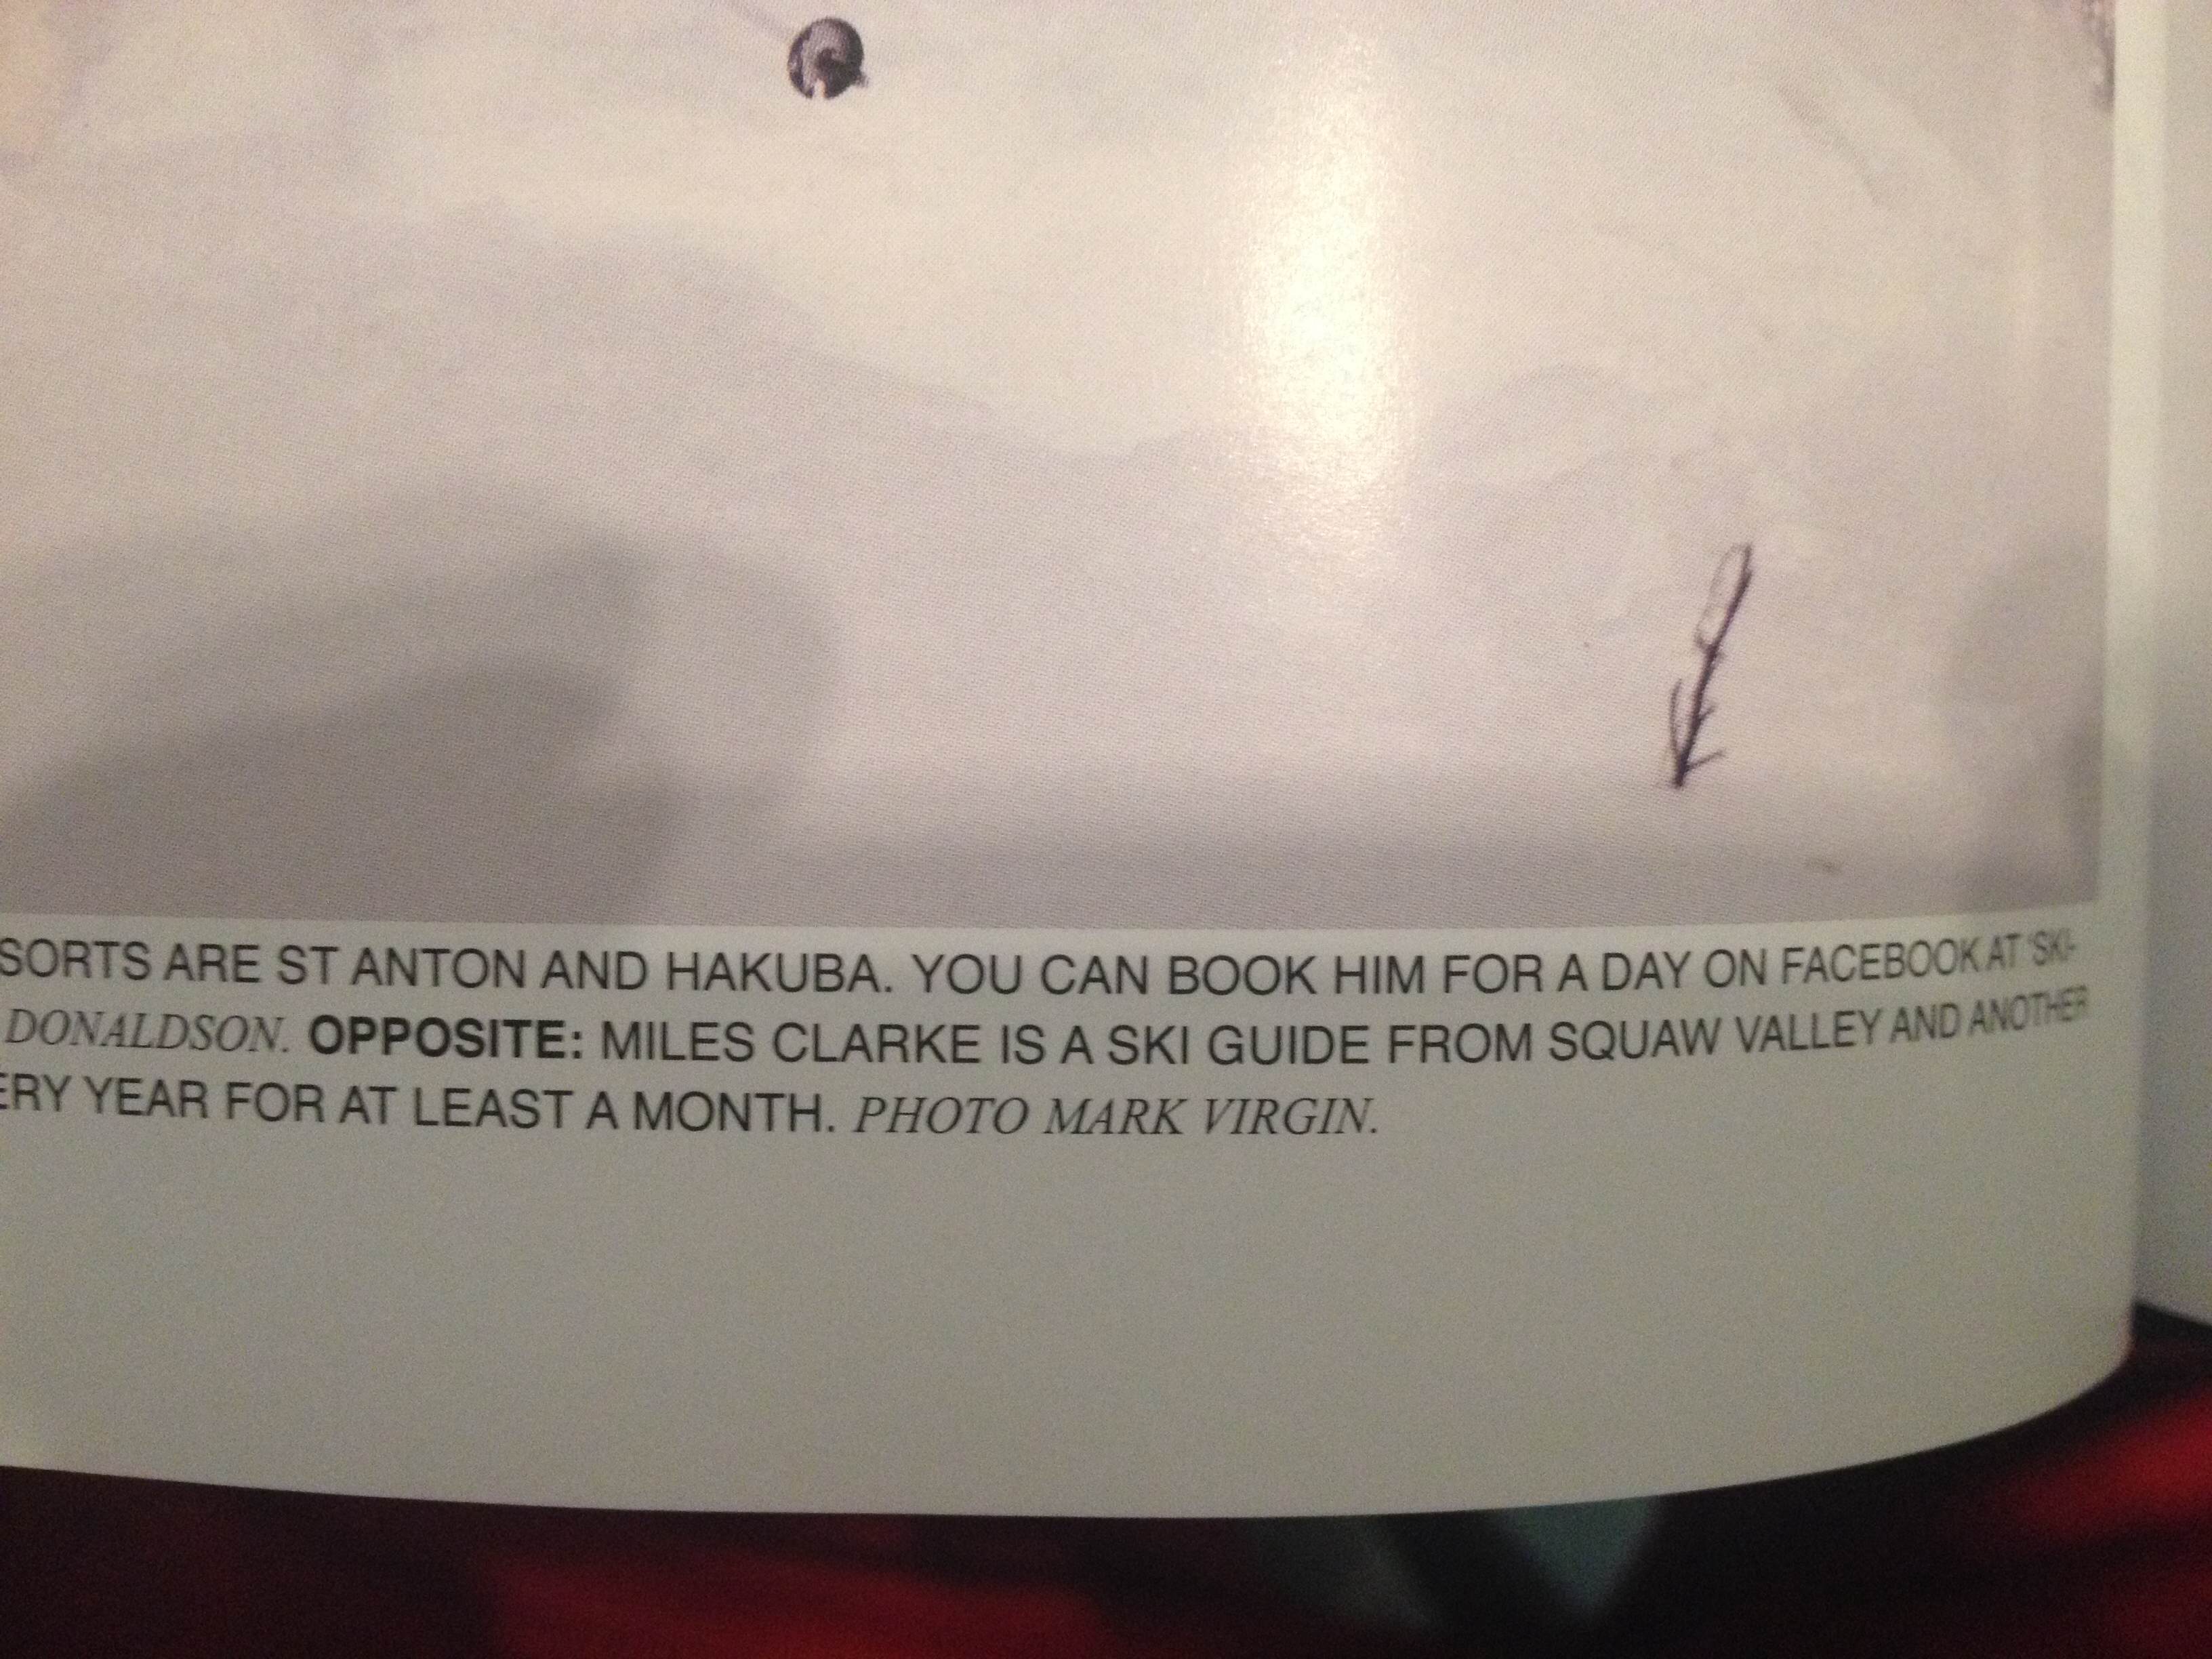 SORTS ARE ST ANTON AND HAKUBA. YOU CAN BOOK HIM FOR A DAY ON FACEBOOK AT 'SKI-
DONALDSON. OPPOSITE: MILES CLARKE IS A SKI GUIDE FROM SQUAW VALLEY AND ANOTHER
ERY YEAR FOR AT LEAST A MONTH. PHOTO MARK VIRGIN.